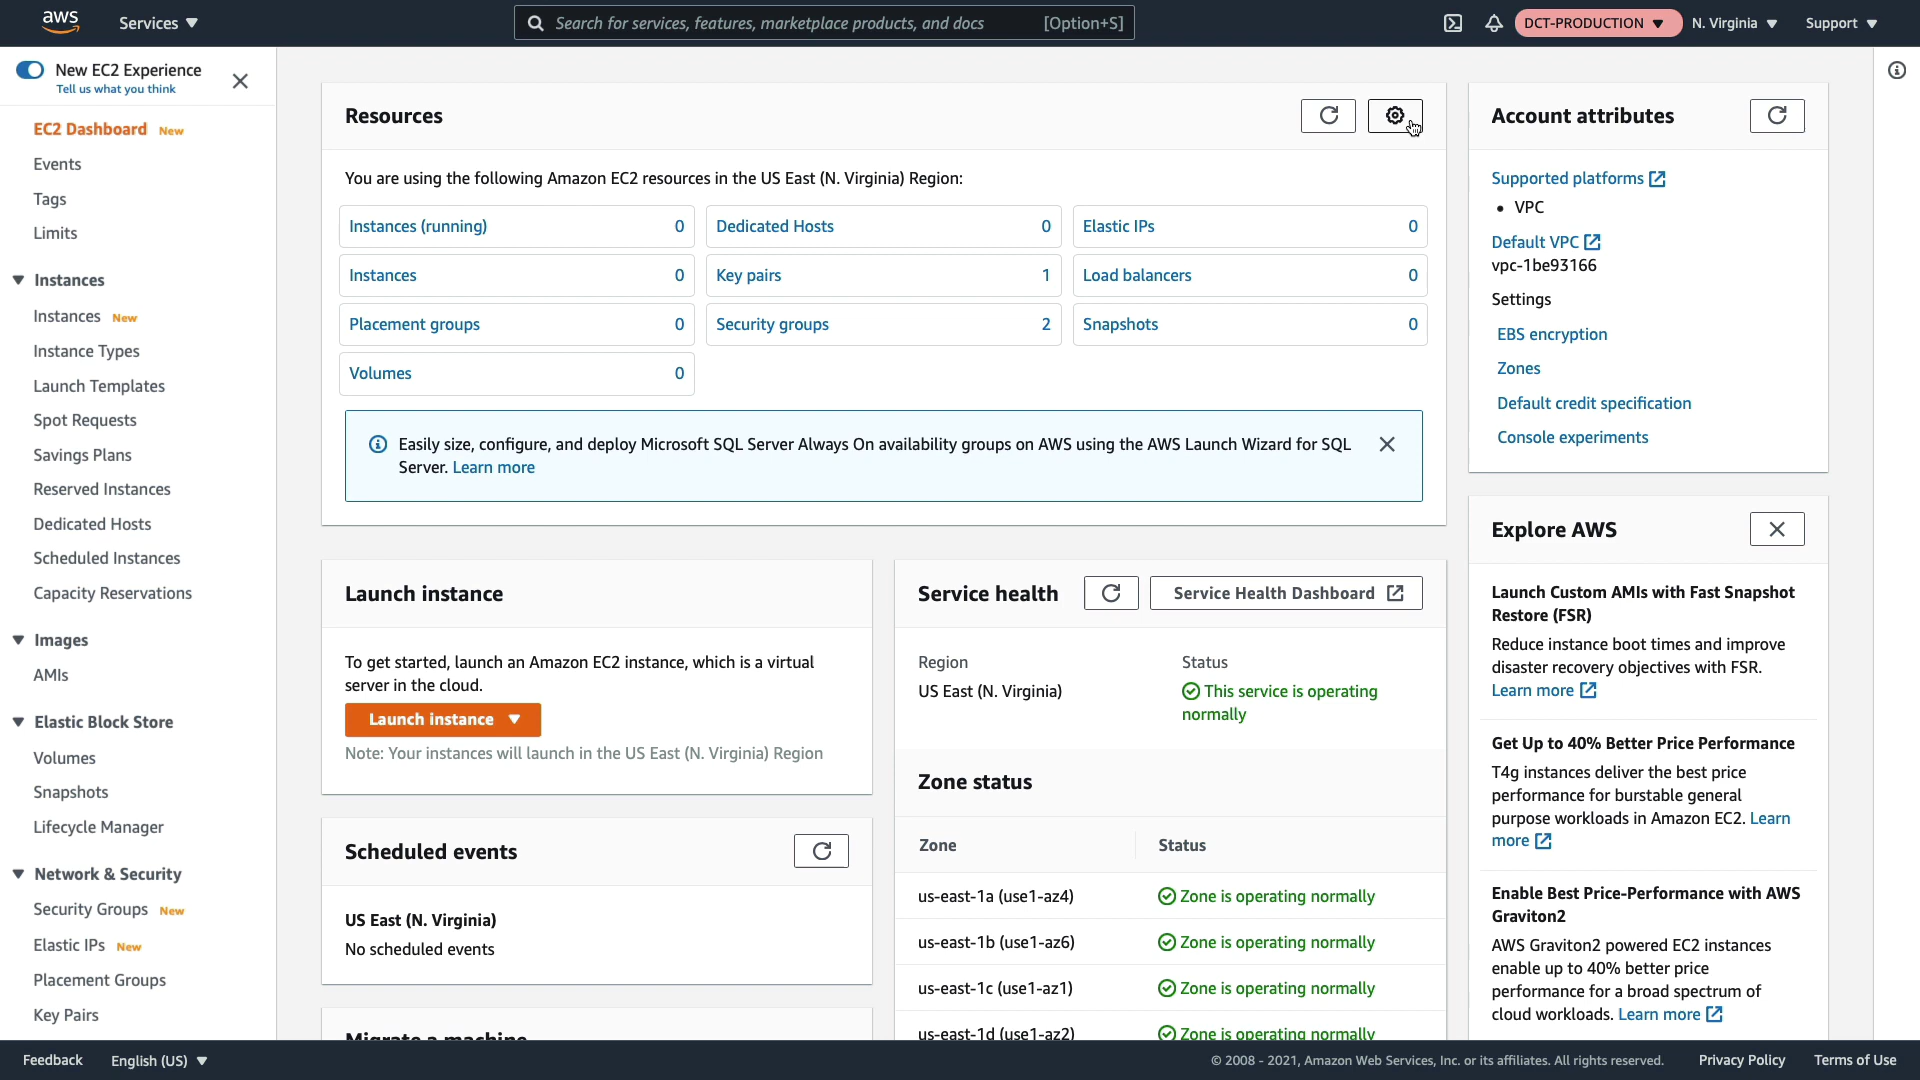 aws
Services
Search for services, features, marketplace products, and docs
[Option+S]
DCT-PRODUCTION
N. Virginia
Support
New EC2 Experience
Tell us what you think
EC2 Dashboard New
Events
Tags
Limits
Instances
Instances New
Instance Types
Launch Templates
Spot Requests
Savings Plans
Reserved Instances
Dedicated Hosts
Scheduled Instances
Capacity Reservations
Images
AMIs
Elastic Block Store
Volumes
Snapshots
Lifecycle Manager
Network & Security
Security Groups New
Elastic IPs New
Placement Groups
Key Pairs
Resources
You are using the following Amazon EC2 resources in the US East (N. Virginia) Region:
Instances (running) 0
Dedicated Hosts 0
Elastic IPs 0
Instances 0
Key pairs 1
Load balancers 0
Placement groups 0
Security groups 2
Snapshots 0
Volumes 0
Easily size, configure, and deploy Microsoft SQL Server Always On availability groups on AWS using the AWS Launch Wizard for SQL
Server. Learn more
Launch instance
To get started, launch an Amazon EC2 instance, which is a virtual
server in the cloud.
Launch instance
Note: Your instances will launch in the US East (N. Virginia) Region
Scheduled events
US East (N. Virginia)
No scheduled events
Migrate a machine
Service health
Service Health Dashboard
Region
Status
US East (N. Virginia)
This service is operating
normally
Zone status
Zone
Status
us-east-1a (use1-az4)
Zone is operating normally
us-east-1b (use1-az6)
Zone is operating normally
us-east-1c (use1-az1)
Zone is operating normally
us-east-1d (use1-az2)
Zone is operating normally
Account attributes
Supported platforms
• VPC
Default VPC
vpc-1be93166
Settings
EBS encryption
Zones
Default credit specification
Console experiments
Explore AWS
Launch Custom AMIs with Fast Snapshot
Restore (FSR)
Reduce instance boot times and improve
disaster recovery objectives with FSR.
Learn more
Get Up to 40% Better Price Performance
T4g instances deliver the best price
performance for burstable general
purpose workloads in Amazon EC2. Learn
more
Enable Best Price-Performance with AWS
Graviton2
AWS Graviton2 powered EC2 instances
enable up to 40% better price
performance for a broad spectrum of
cloud workloads. Learn more
Feedback
English (US)
© 2008 - 2021, Amazon Web Services, Inc. or its affiliates. All rights reserved.
Privacy Policy
Terms of Use